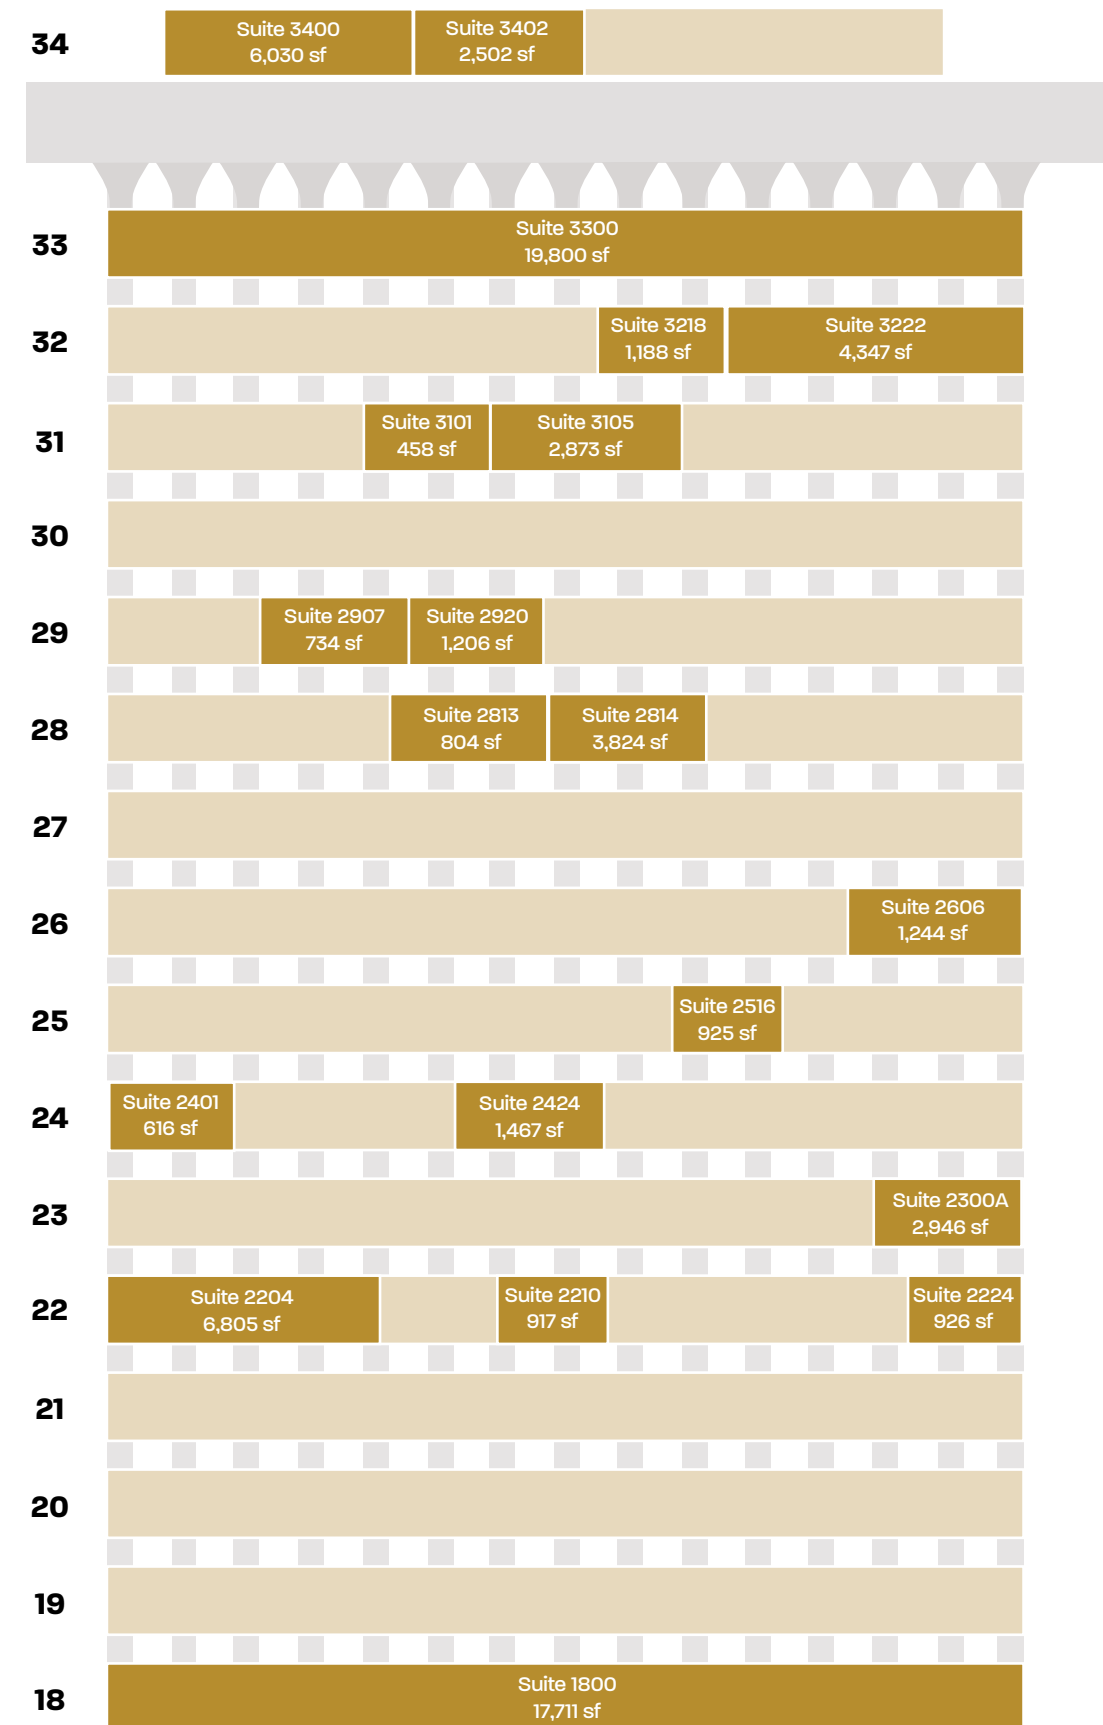 34
Suite 3400
6,030 sf
Suite 3402
2,502 sf
33
Suite 3300
19,800 sf
32
Suite 3218
1,188 sf
Suite 3222
4,347 sf
31
Suite 3101
458 sf
Suite 3105
2,873 sf
30
29
Suite 2907
734 sf
Suite 2920
1,206 sf
28
Suite 2813
804 sf
Suite 2814
3,824 sf
27
26
Suite 2606
1,244 sf
25
Suite 2516
925 sf
24
Suite 2401
616 sf
Suite 2424
1,467 sf
23
Suite 2300A
2,946 sf
22
Suite 2204
6,805 sf
Suite 2210
917 sf
Suite 2224
926 sf
21
20
19
18
Suite 1800
17,711 sf